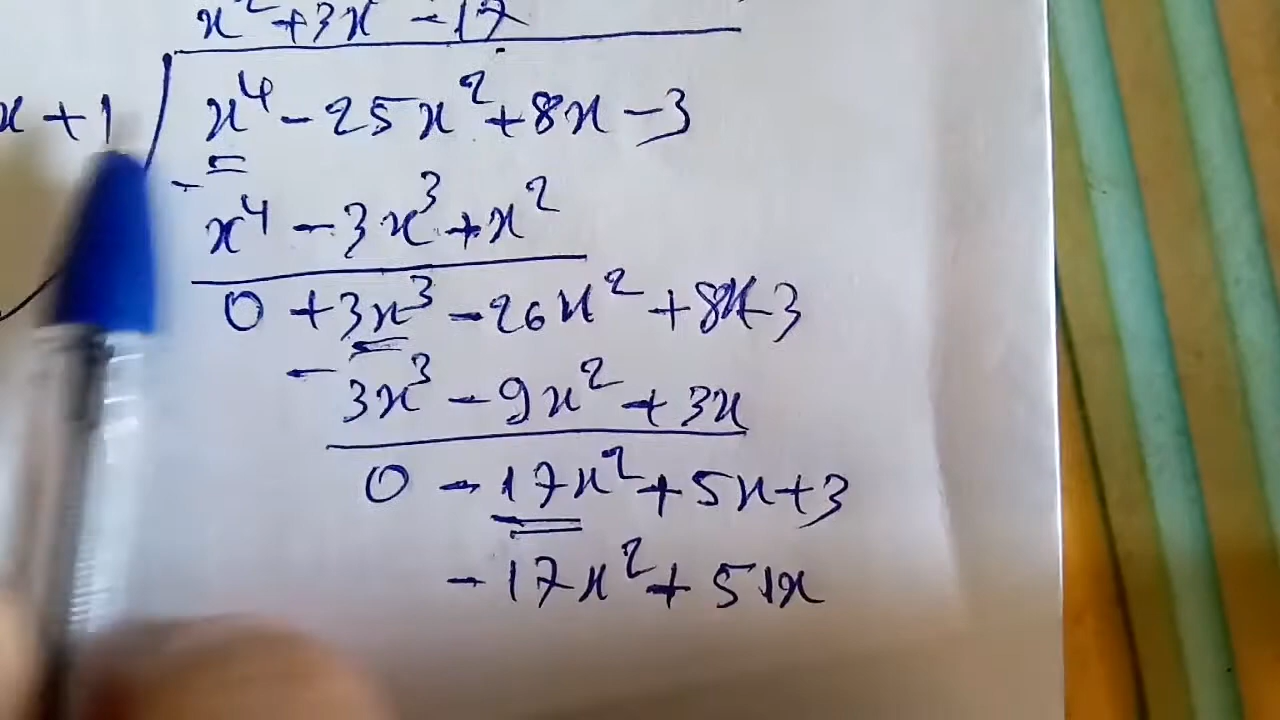 x² + 3x - 17
x + 1
x⁴ - 25x² + 8x - 3
-
x⁴ - 3x³ + x²
0 + 3x³ - 26x² + 8x - 3
- 3x³ - 9x² + 3x
0 - 17x² + 5x + 3
- 17x² + 51x